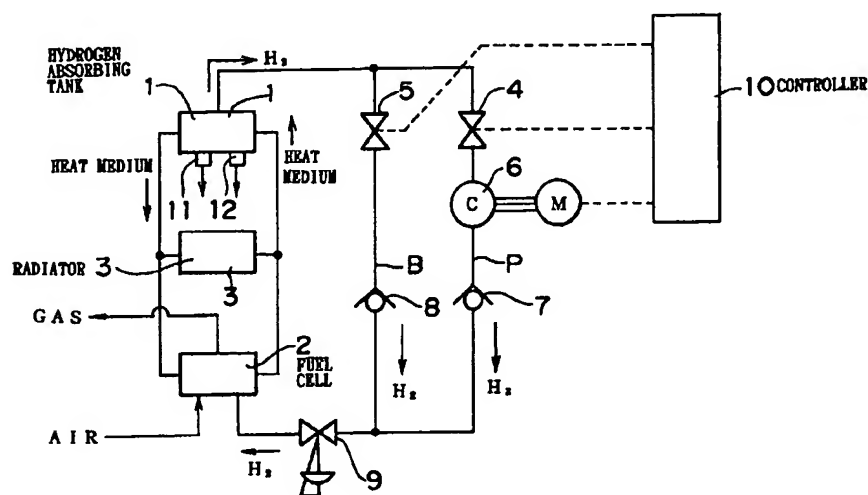 HYDROGEN
ABSORBING
TANK
H₂
1
1
5
4
10 CONTROLLER
HEAT MEDIUM
11
12
HEAT
MEDIUM
6
C
M
RADIATOR 3
3
B
P
8
7
GAS
2
FUEL
CELL
H₂
H₂
AIR
H₂
9